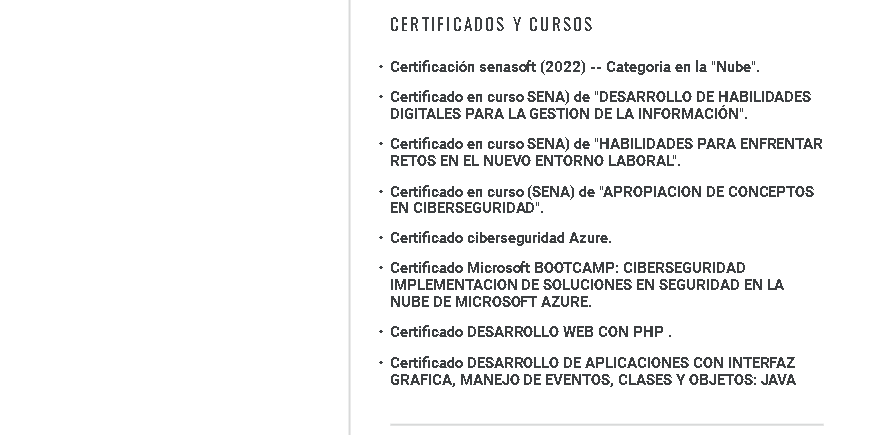 CERTIFICADOS Y CURSOS
• Certificación senasoft (2022) -- Categoria en la "Nube".
• Certificado en curso SENA) de "DESARROLLO DE HABILIDADES
DIGITALES PARA LA GESTION DE LA INFORMACIÓN".
• Certificado en curso SENA) de "HABILIDADES PARA ENFRENTAR
RETOS EN EL NUEVO ENTORNO LABORAL".
• Certificado en curso (SENA) de "APROPIACION DE CONCEPTOS
EN CIBERSEGURIDAD".
• Certificado ciberseguridad Azure.
• Certificado Microsoft BOOTCAMP: CIBERSEGURIDAD
IMPLEMENTACION DE SOLUCIONES EN SEGURIDAD EN LA
NUBE DE MICROSOFT AZURE.
• Certificado DESARROLLO WEB CON PHP .
• Certificado DESARROLLO DE APLICACIONES CON INTERFAZ
GRAFICA, MANEJO DE EVENTOS, CLASES Y OBJETOS: JAVA